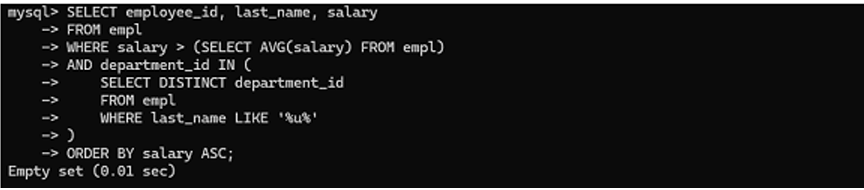 mysql> SELECT employee_id, last_name, salary
    -> FROM empl
    -> WHERE salary > (SELECT AVG(salary) FROM empl)
    -> AND department_id IN (
    ->     SELECT DISTINCT department_id
    ->     FROM empl
    ->     WHERE last_name LIKE '%u%'
    -> )
    -> ORDER BY salary ASC;
Empty set (0.01 sec)